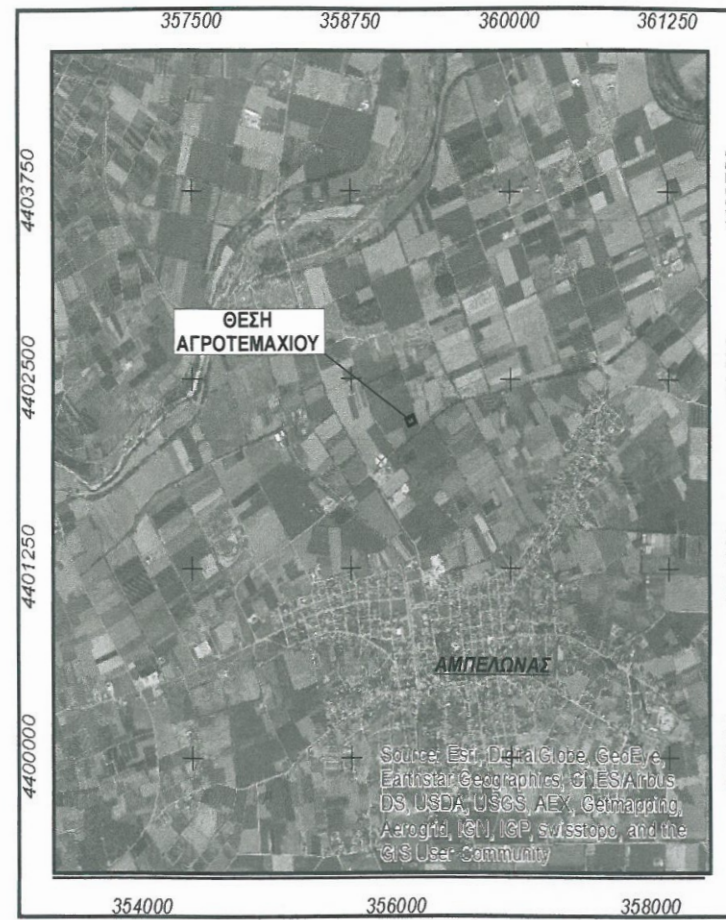 357500 358750 360000 361250
4403750
4402500
4401250
4400000
ΘΕΣΗ
ΑΓΡΟΤΕΜΑΧΙΟΥ
ΑΜΠΕΛΩΝΑΣ
Source: Esri, DigitalGlobe, GeoEye,
Earthstar Geographics, CNES/Airbus
DS, USDA, USGS, AEX, Getmapping,
Aerogrid, IGN, IGP, swisstopo, and the
GIS User Community
354000 356000 358000